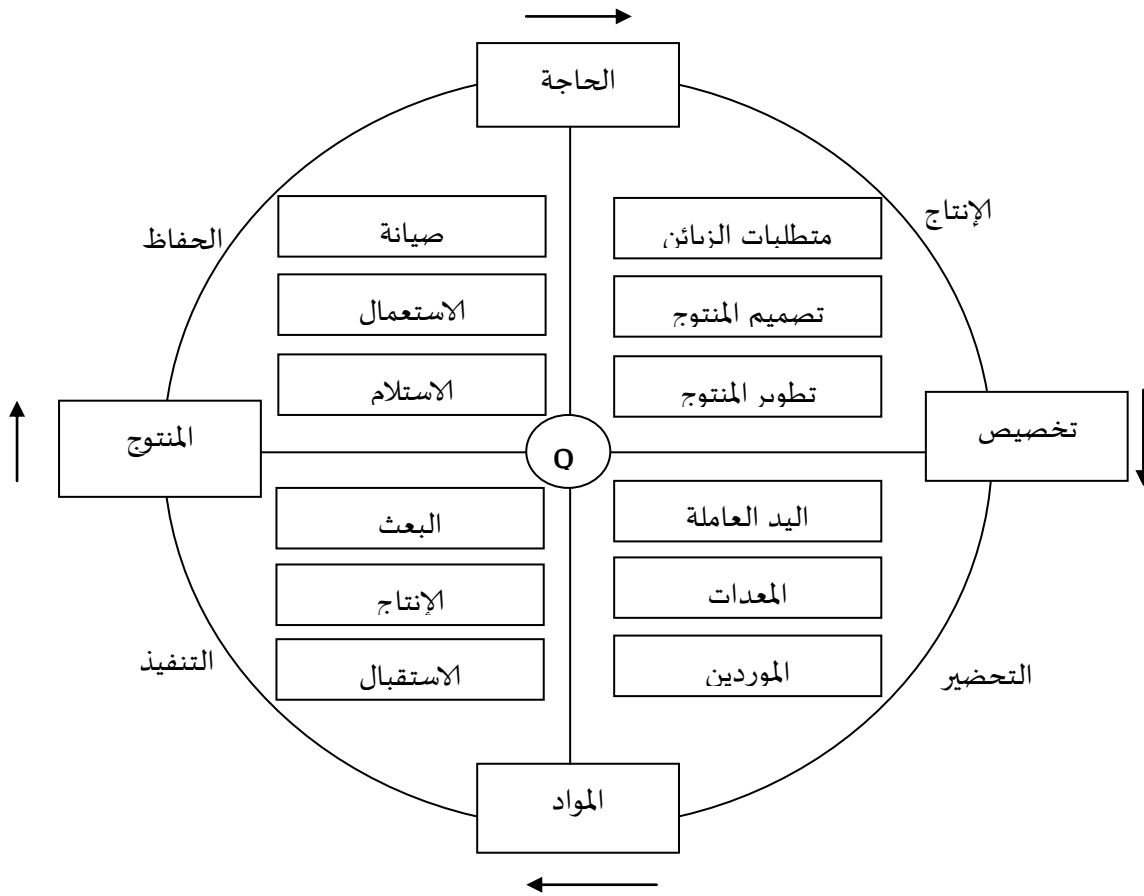 الحاجة
الإنتاج
متطلبات الزبائن
صيانة
الحفاظ
تصميم المنتوج
الاستعمال
تطوير المنتوج
الاستلام
تخصيص
Q
المنتوج
اليد العاملة
البعث
المعدات
الإنتاج
التحضير
الموردين
الاستقبال
التنفيذ
المواد